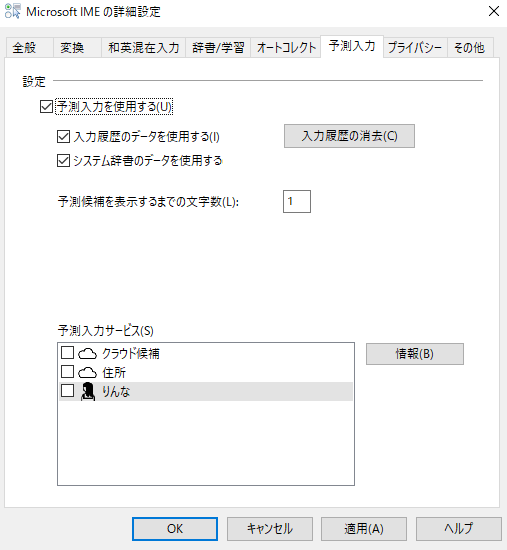 Microsoft IME の詳細設定
全般 変換 和英混在入力 辞書/学習 オートコレクト 予測入力 プライバシー その他
設定
予測入力を使用する(U)
入力履歴のデータを使用する(I) 入力履歴の消去(C)
システム辞書のデータを使用する
予測候補を表示するまでの文字数(L): 1
予測入力サービス(S)
クラウド候補 情報(B)
住所
りんな
OK キャンセル 適用(A) ヘルプ